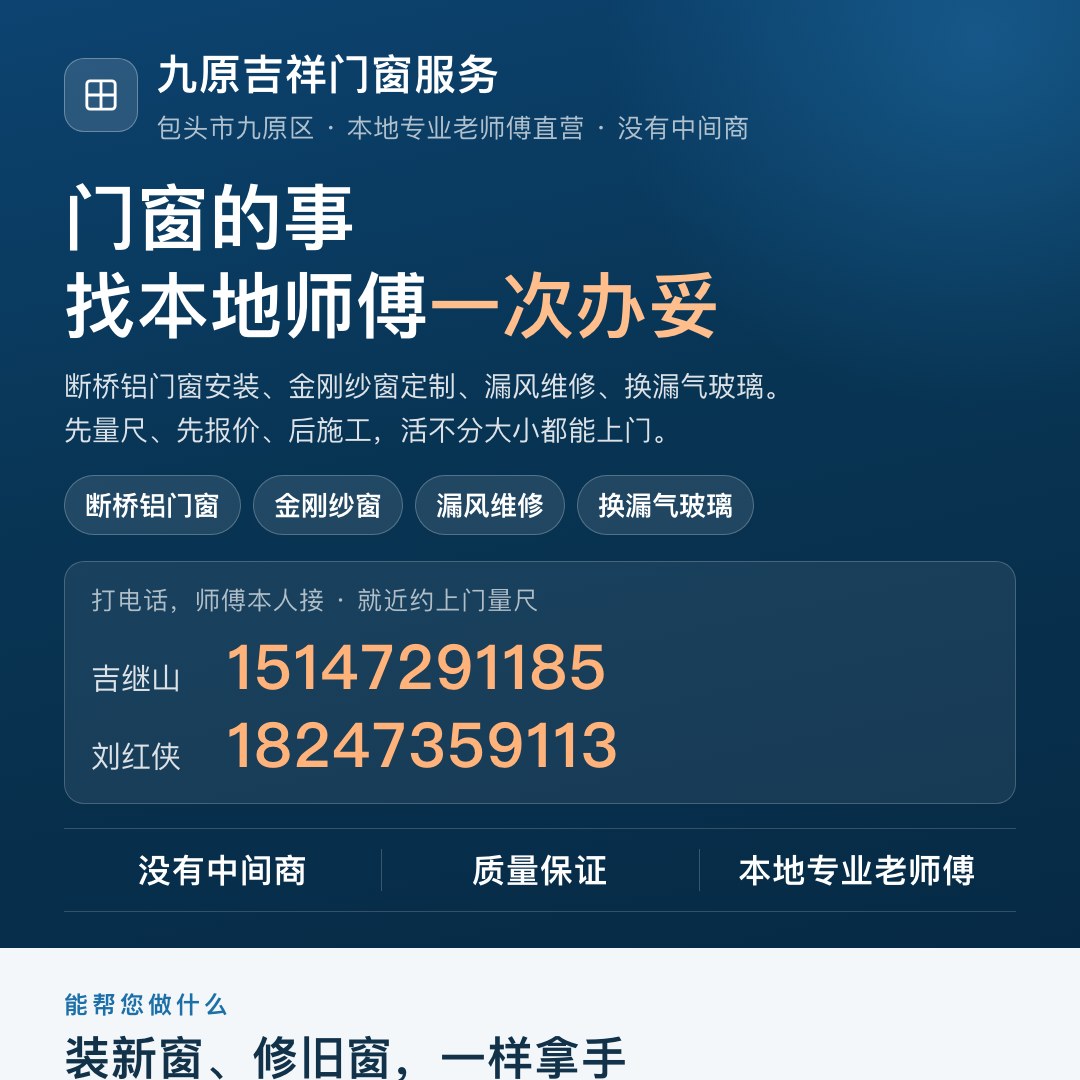 九原吉祥门窗服务
包头市九原区 · 本地专业老师傅直营 · 没有中间商
门窗的事
找本地师傅一次办妥
断桥铝门窗安装、金刚纱窗定制、漏风维修、换漏气玻璃。
先量尺、先报价、后施工，活不分大小都能上门。
断桥铝门窗 金刚纱窗 漏风维修 换漏气玻璃
打电话，师傅本人接 · 就近约上门量尺
吉继山 15147291185
刘红侠 18247359113
没有中间商 质量保证 本地专业老师傅
能帮您做什么
装新窗、修旧窗，一样拿手